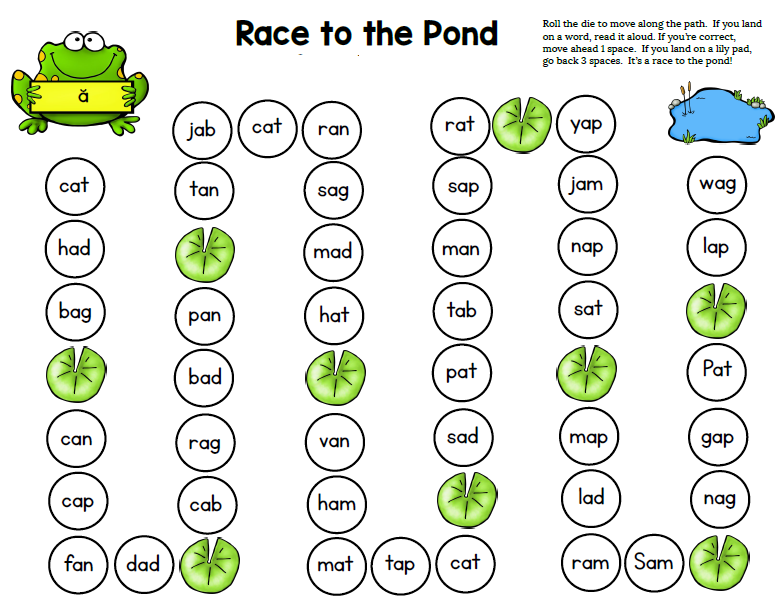 Race to the Pond
Roll the die to move along the path. If you land
on a word, read it aloud. If you're correct,
move ahead 1 space. If you land on a lily pad,
go back 3 spaces. It's a race to the pond!
ă
cat
had
bag
can
cap
fan
dad
cab
rag
bad
pan
tan
jab
cat
ran
sag
mad
hat
van
ham
mat
tap
cat
sad
pat
tab
man
sap
rat
yap
jam
nap
sat
map
lad
ram
Sam
nag
gap
Pat
lap
wag